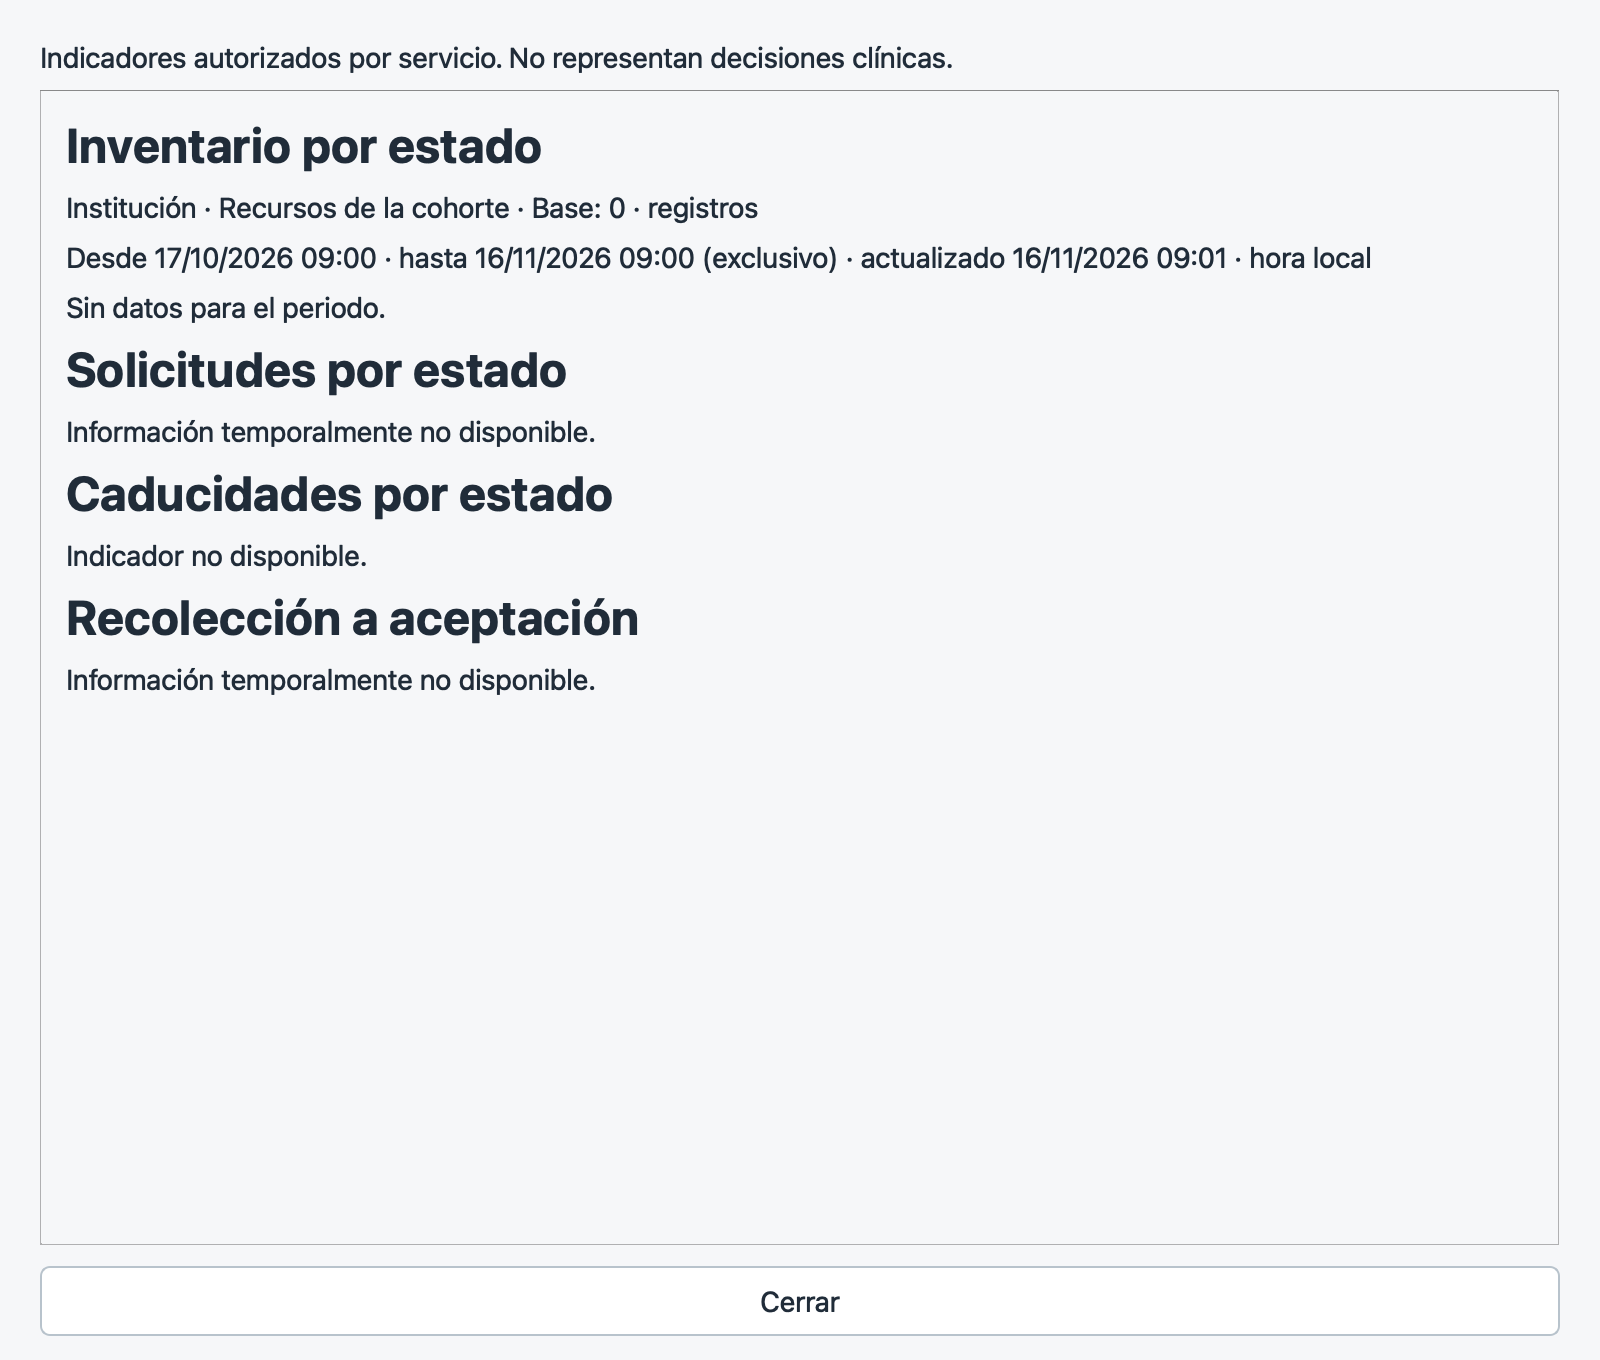 Indicadores autorizados por servicio. No representan decisiones clínicas.
Inventario por estado
Institución · Recursos de la cohorte · Base: 0 · registros
Desde 17/10/2026 09:00 · hasta 16/11/2026 09:00 (exclusivo) · actualizado 16/11/2026 09:01 · hora local
Sin datos para el periodo.
Solicitudes por estado
Información temporalmente no disponible.
Caducidades por estado
Indicador no disponible.
Recolección a aceptación
Información temporalmente no disponible.
Cerrar